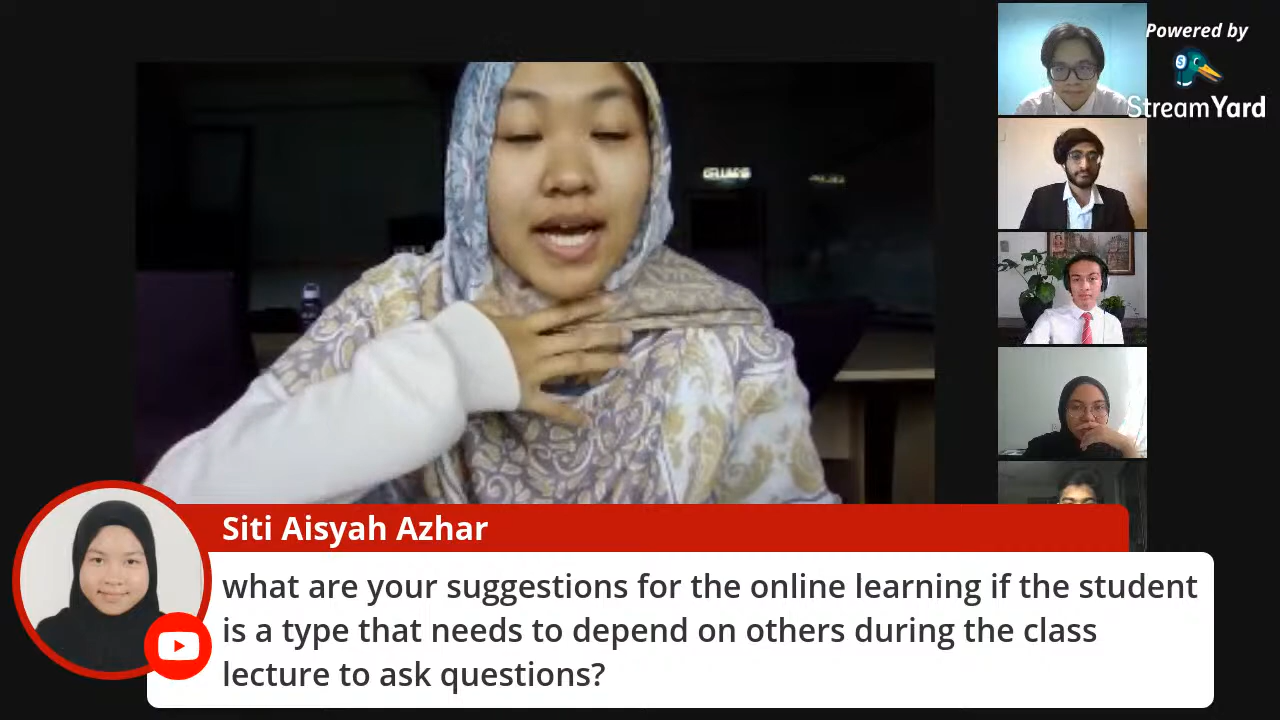 Powered by
StreamYard
Siti Aisyah Azhar
what are your suggestions for the online learning if the student
is a type that needs to depend on others during the class
lecture to ask questions?